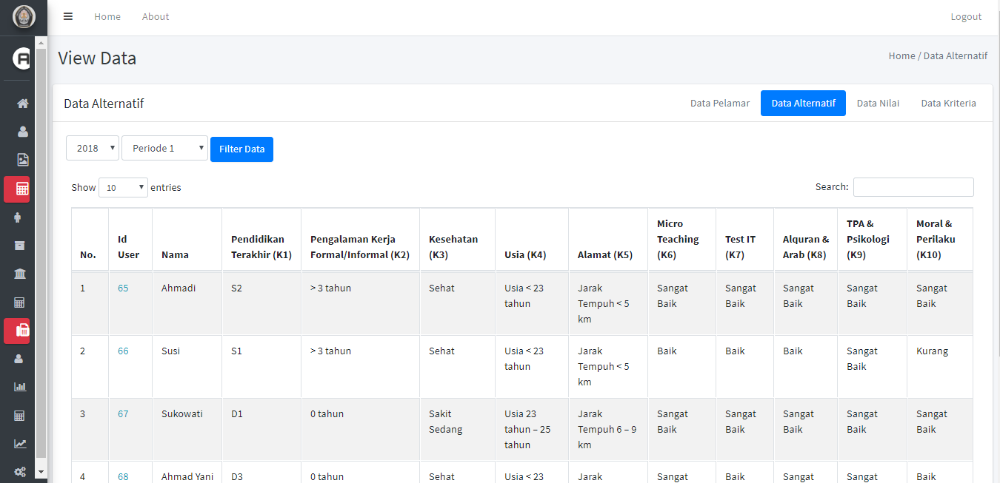 Home About Logout
View Data
Home / Data Alternatif
Data Alternatif
Data Pelamar Data Alternatif Data Nilai Data Kriteria
2018 Periode 1 Filter Data
Show 10 entries
Search:
No. Id User Nama Pendidikan Terakhir (K1) Pengalaman Kerja Formal/Informal (K2) Kesehatan (K3) Usia (K4) Alamat (K5) Micro Teaching (K6) Test IT (K7) Alquran & Arab (K8) TPA & Psikologi (K9) Moral & Perilaku (K10)
1 65 Ahmadi S2 > 3 tahun Sehat Usia < 23 tahun Jarak Tempuh < 5 km Sangat Baik Sangat Baik Sangat Baik Sangat Baik Sangat Baik
2 66 Susi S1 > 3 tahun Sehat Usia < 23 tahun Jarak Tempuh < 5 km Baik Baik Baik Sangat Baik Kurang
3 67 Sukowati D1 0 tahun Sakit Sedang Usia 23 tahun – 25 tahun Jarak Tempuh 6 – 9 km Sangat Baik Sangat Baik Sangat Baik Sangat Baik Sangat Baik
4 68 Ahmad Yani D3 0 tahun Sehat Usia < 23 Jarak Sangat Baik Sangat Sangat Baik